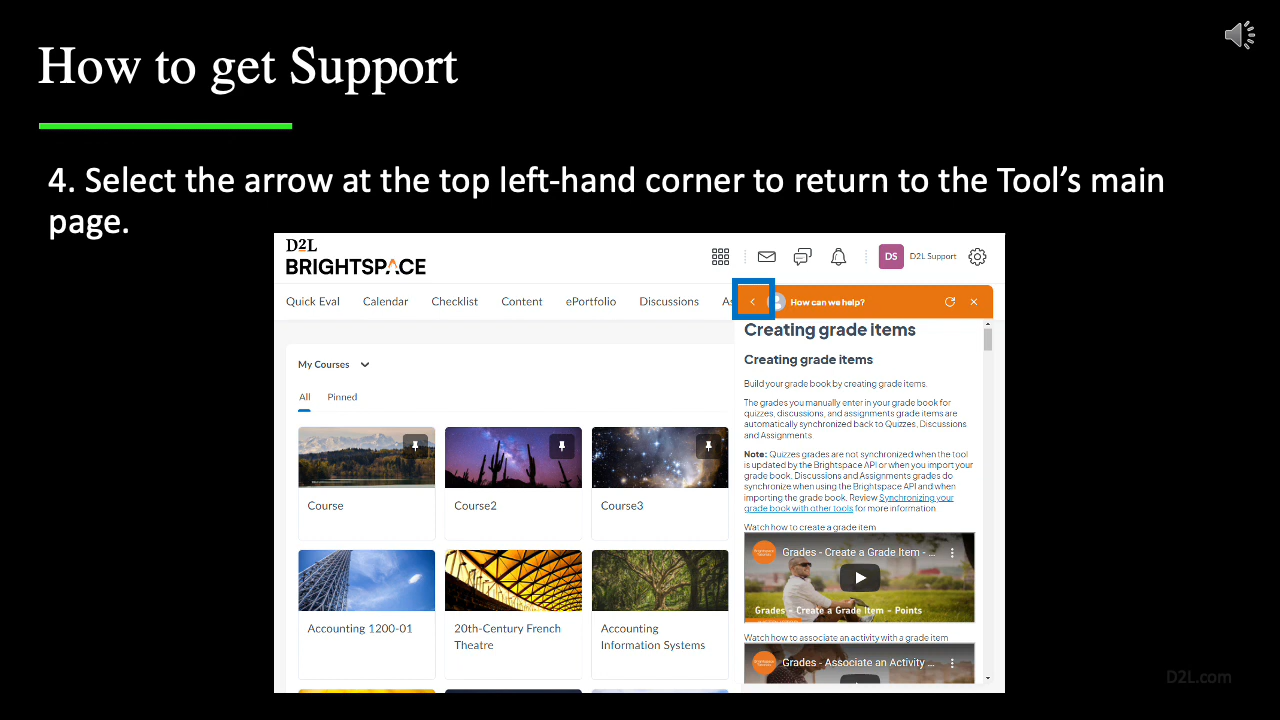 How to get Support
4. Select the arrow at the top left-hand corner to return to the Tool’s main
page.
D2L
BRIGHTSPACE
DS
D2L Support
Quick Eval
Calendar
Checklist
Content
ePortfolio
Discussions
As
How can we help?
My Courses
All
Pinned
Course
Course2
Course3
Accounting 1200-01
20th-Century French
Theatre
Accounting
Information Systems
Creating grade items
Creating grade items
Build your grade book by creating grade items.
The grades you manually enter in your grade book for
quizzes, discussions, and assignments grade items are
automatically synchronized back to Quizzes, Discussions
and Assignments.
Note: Quizzes grades are not synchronized when the tool
is updated by the Brightspace API or when you import your
grade book; Discussions and Assignments grades do
synchronize when using the Brightspace API and when
importing the grade book. Review Synchronizing your
grade book with other tools for more information.
Watch how to create a grade item
Grades - Create a Grade Item - ...
Grades - Create a Grade Item - Points
Watch how to associate an activity with a grade item
Grades - Associate an Activity ...
D2L.com